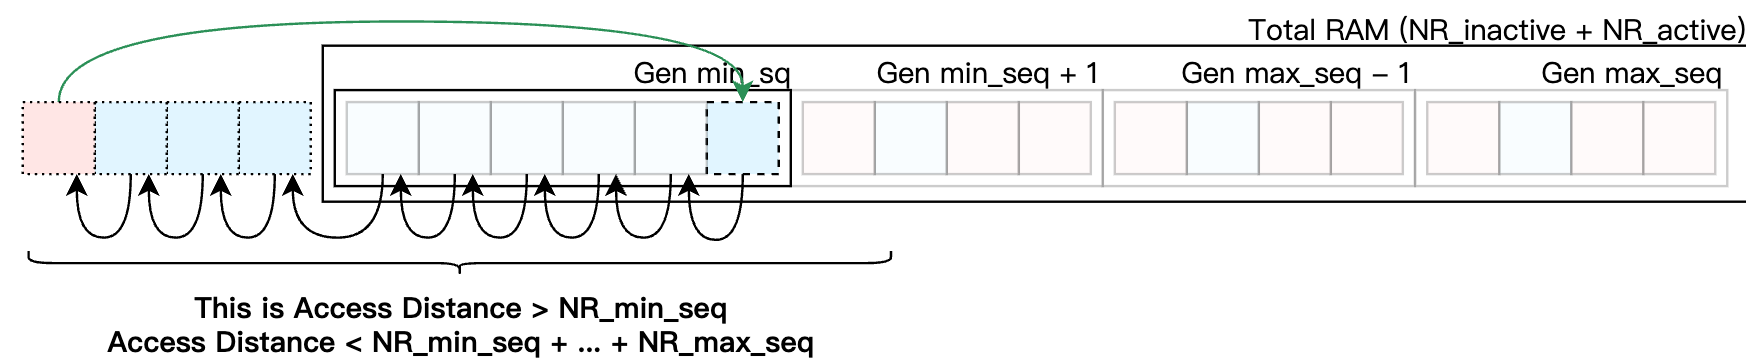 Total RAM (NR_inactive + NR_active)
Gen min_sq
Gen min_seq + 1
Gen max_seq – 1
Gen max_seq
This is Access Distance > NR_min_seq
Access Distance < NR_min_seq + ... + NR_max_seq